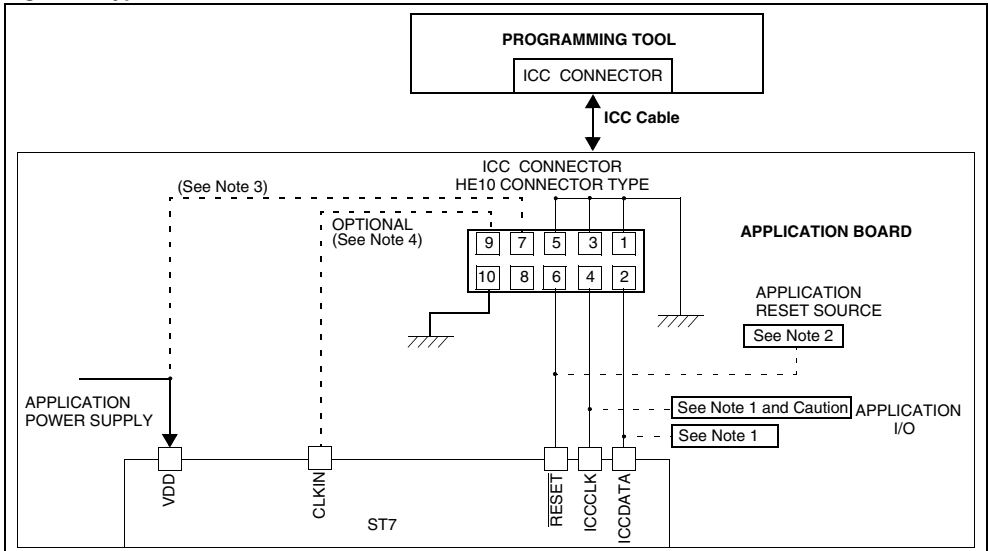 PROGRAMMING TOOL
ICC CONNECTOR
ICC Cable
ICC CONNECTOR
HE10 CONNECTOR TYPE
(See Note 3)
OPTIONAL
(See Note 4)
9 7 5 3 1
10 8 6 4 2
APPLICATION BOARD
APPLICATION
RESET SOURCE
See Note 2
APPLICATION
POWER SUPPLY
See Note 1 and Caution
See Note 1
APPLICATION
I/O
VDD
CLKIN
RESET
ICCCLK
ICCDATA
ST7